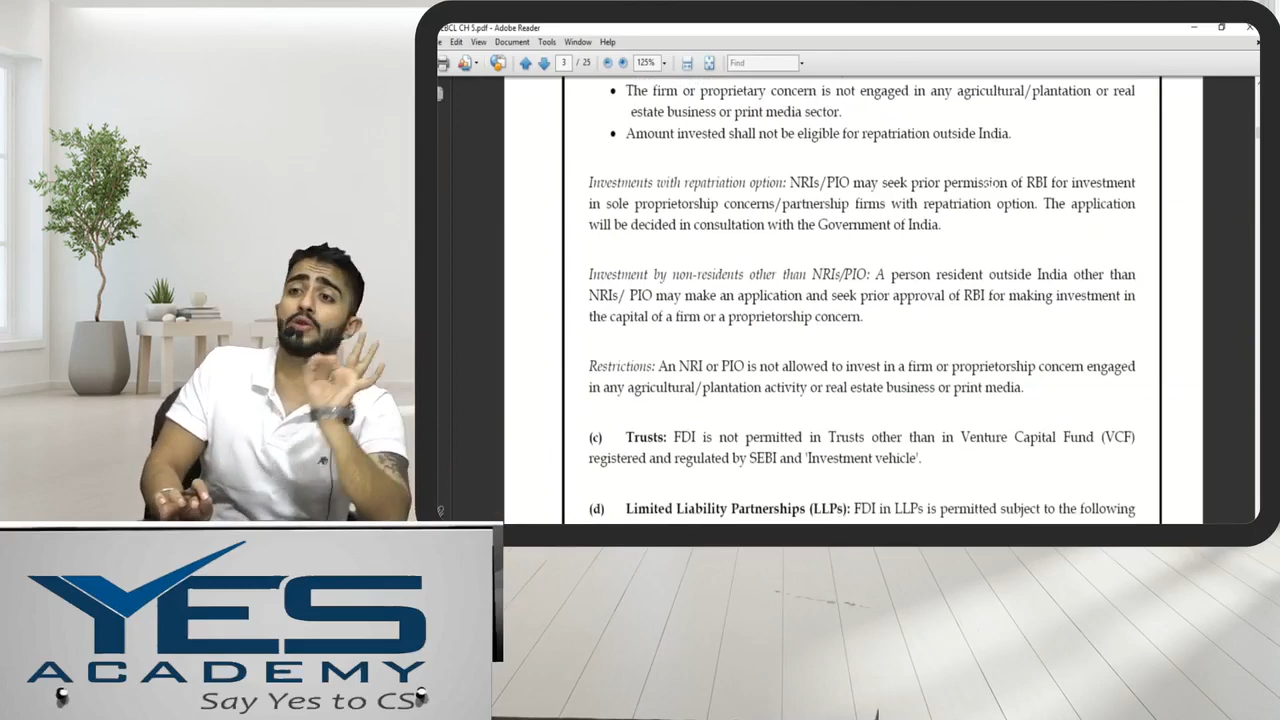 CH 5.pdf - Adobe Reader
Edit View Document Tools Window Help
3 / 25 125% Find
• The firm or proprietary concern is not engaged in any agricultural/plantation or real
estate business or print media sector.
• Amount invested shall not be eligible for repatriation outside India.
Investments with repatriation option: NRIs/PIO may seek prior permission of RBI for investment
in sole proprietorship concerns/partnership firms with repatriation option. The application
will be decided in consultation with the Government of India.
Investment by non-residents other than NRIs/PIO: A person resident outside India other than
NRIs/ PIO may make an application and seek prior approval of RBI for making investment in
the capital of a firm or a proprietorship concern.
Restrictions: An NRI or PIO is not allowed to invest in a firm or proprietorship concern engaged
in any agricultural/plantation activity or real estate business or print media.
(c) Trusts: FDI is not permitted in Trusts other than in Venture Capital Fund (VCF)
registered and regulated by SEBI and 'Investment vehicle'.
(d) Limited Liability Partnerships (LLPs): FDI in LLPs is permitted subject to the following
YES
ACADEMY
Say Yes to CS